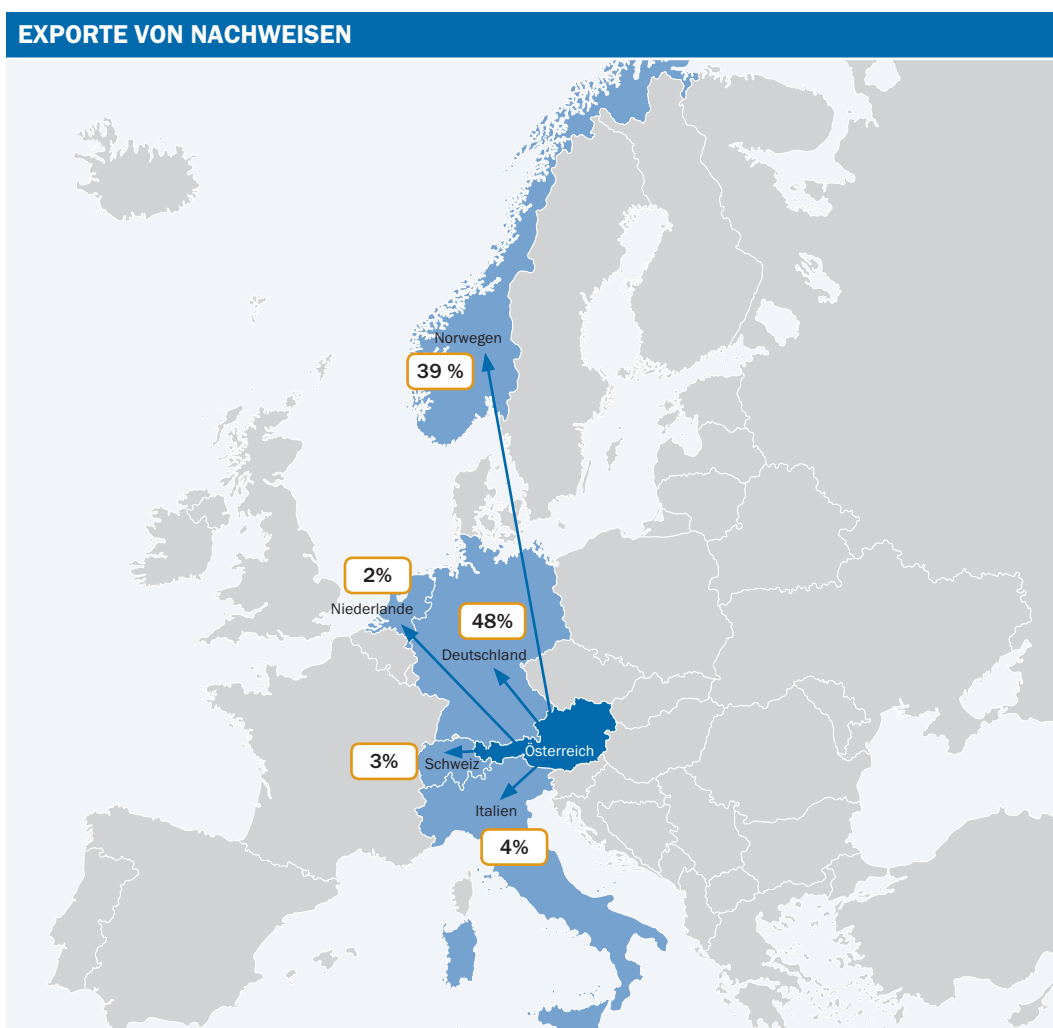 EXPORTE VON NACHWEISEN
Norwegen
39 %
2%
Niederlande
48%
Deutschland
Österreich
3%
Schweiz
Italien
4%